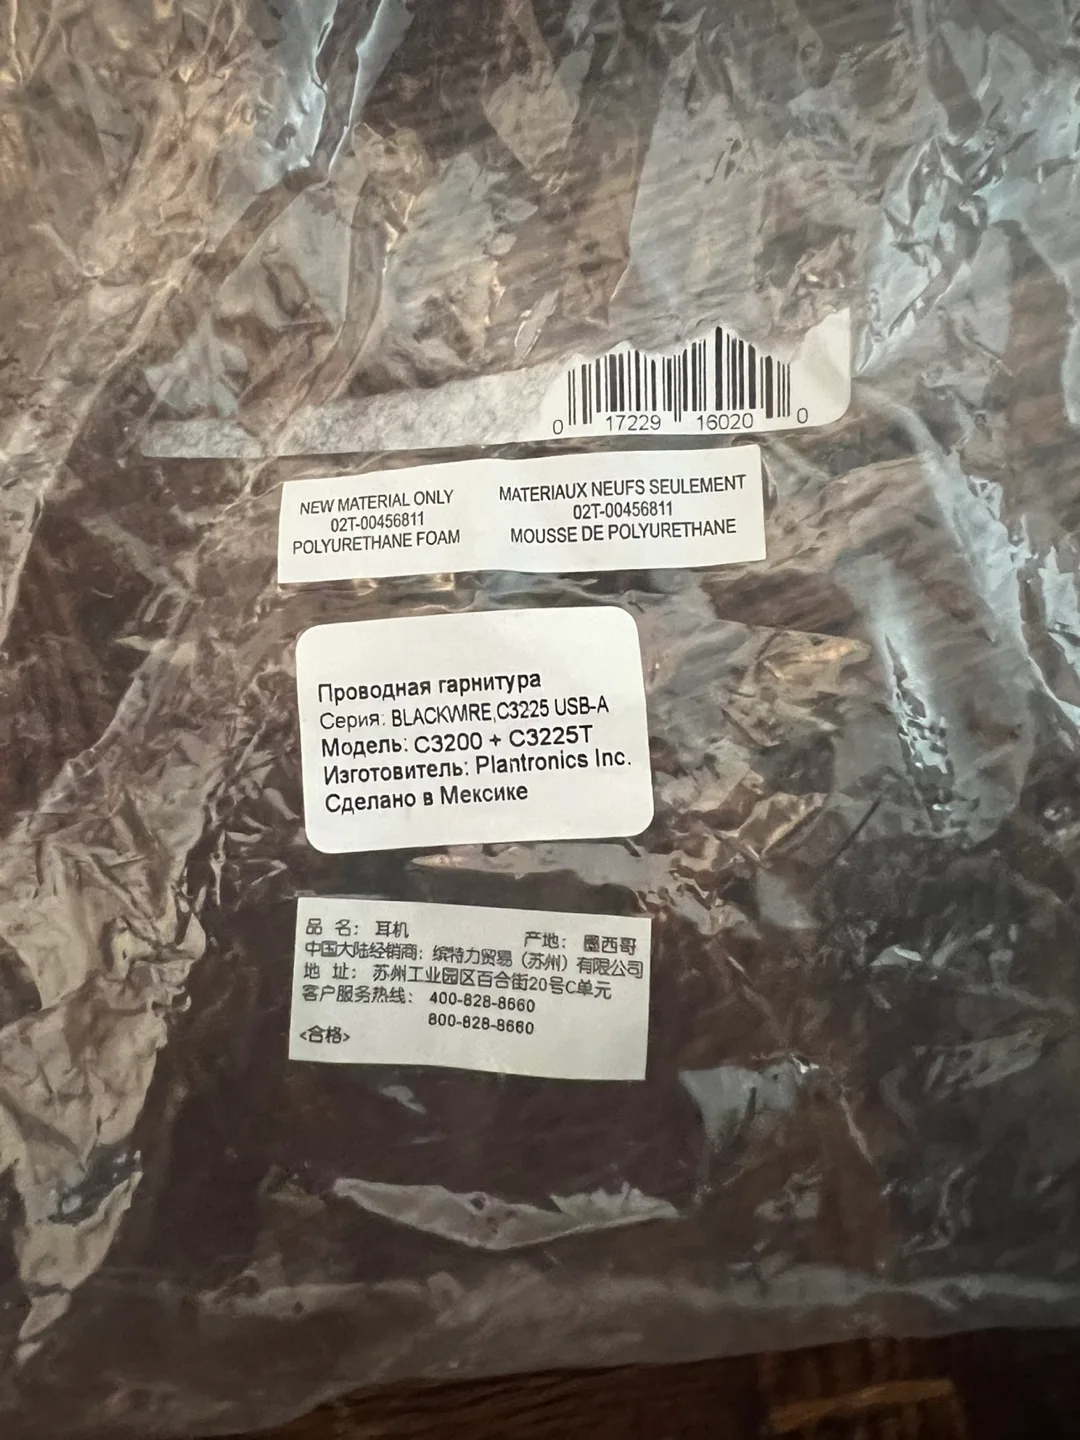 0 17229 16020 0
NEW MATERIAL ONLY
02T-00456811
POLYURETHANE FOAM
MATERIAUX NEUFS SEULEMENT
02T-00456811
MOUSSE DE POLYURETHANE
Проводная гарнитура
Серия: BLACKWIRE,C3225 USB-A
Модель: C3200 + C3225T
Изготовитель: Plantronics Inc.
Сделано в Мексике
品 名： 耳机 产地： 墨西哥
中国大陆经销商：缤特力贸易（苏州）有限公司
地 址： 苏州工业园区百合街20号C单元
客户服务热线： 400-828-8660
800-828-8660
<合格>